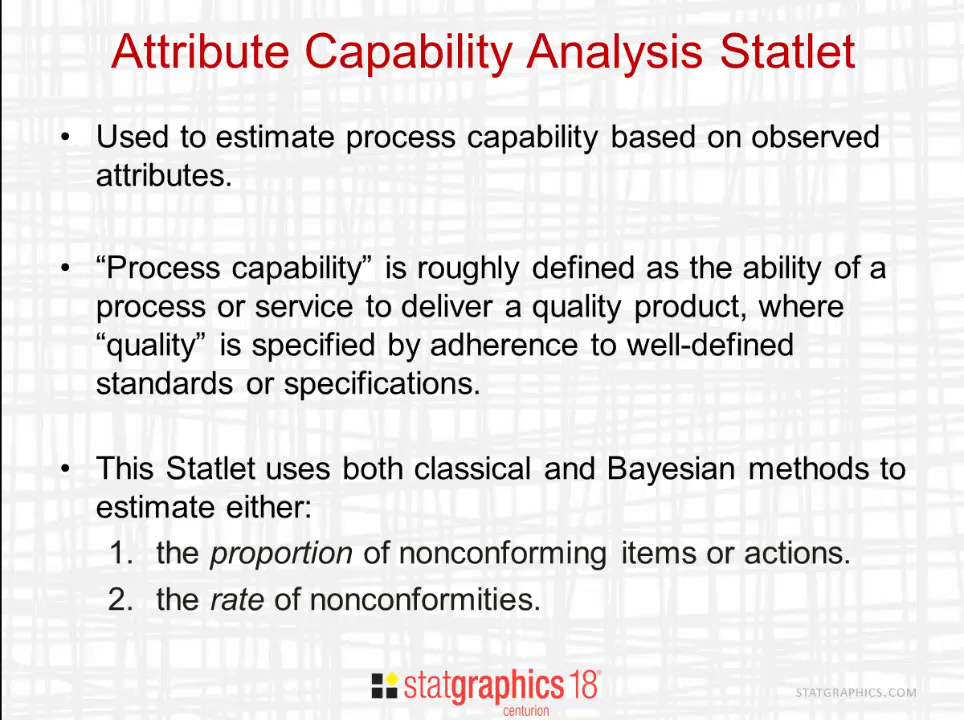 Attribute Capability Analysis Statlet
• Used to estimate process capability based on observed
attributes.
• “Process capability” is roughly defined as the ability of a
process or service to deliver a quality product, where
“quality” is specified by adherence to well-defined
standards or specifications.
• This Statlet uses both classical and Bayesian methods to
estimate either:
1. the proportion of nonconforming items or actions.
2. the rate of nonconformities.
statgraphics 18®
centurion
STATGRAPHICS.COM